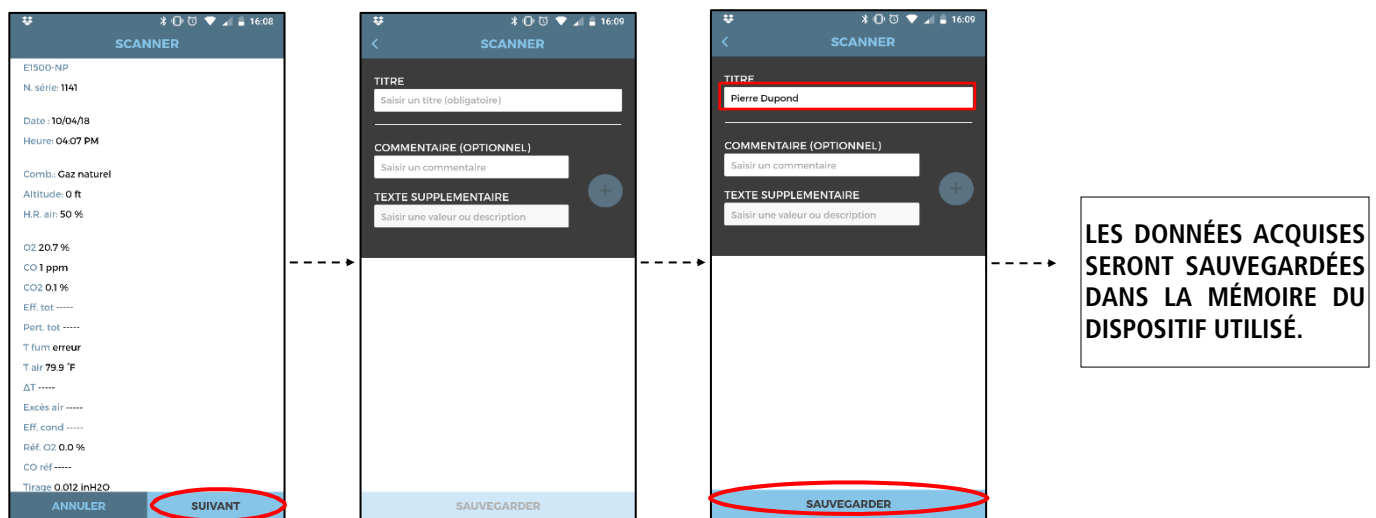 16:08
SCANNER
E1500-NP
N. série: 1141
Date : 10/04/18
Heure: 04:07 PM
Comb.: Gaz naturel
Altitude: 0 ft
H.R. air: 50 %
O2 20.7 %
CO 1 ppm
CO2 0.1 %
Eff. tot -----
Pert. tot -----
T fum erreur
T air 79.9 °F
ΔT -----
Excès air -----
Eff. cond -----
Réf. O2 0.0 %
CO réf -----
Tirage 0.012 inH2O
ANNULER SUIVANT
16:09
SCANNER
TITRE
Saisir un titre (obligatoire)
COMMENTAIRE (OPTIONNEL)
Saisir un commentaire
TEXTE SUPPLEMENTAIRE
Saisir une valeur ou description
SAUVEGARDER
16:09
SCANNER
TITRE
Pierre Dupond
COMMENTAIRE (OPTIONNEL)
Saisir un commentaire
TEXTE SUPPLEMENTAIRE
Saisir une valeur ou description
SAUVEGARDER
LES DONNÉES ACQUISES
SERONT SAUVEGARDÉES
DANS LA MÉMOIRE DU
DISPOSITIF UTILISÉ.